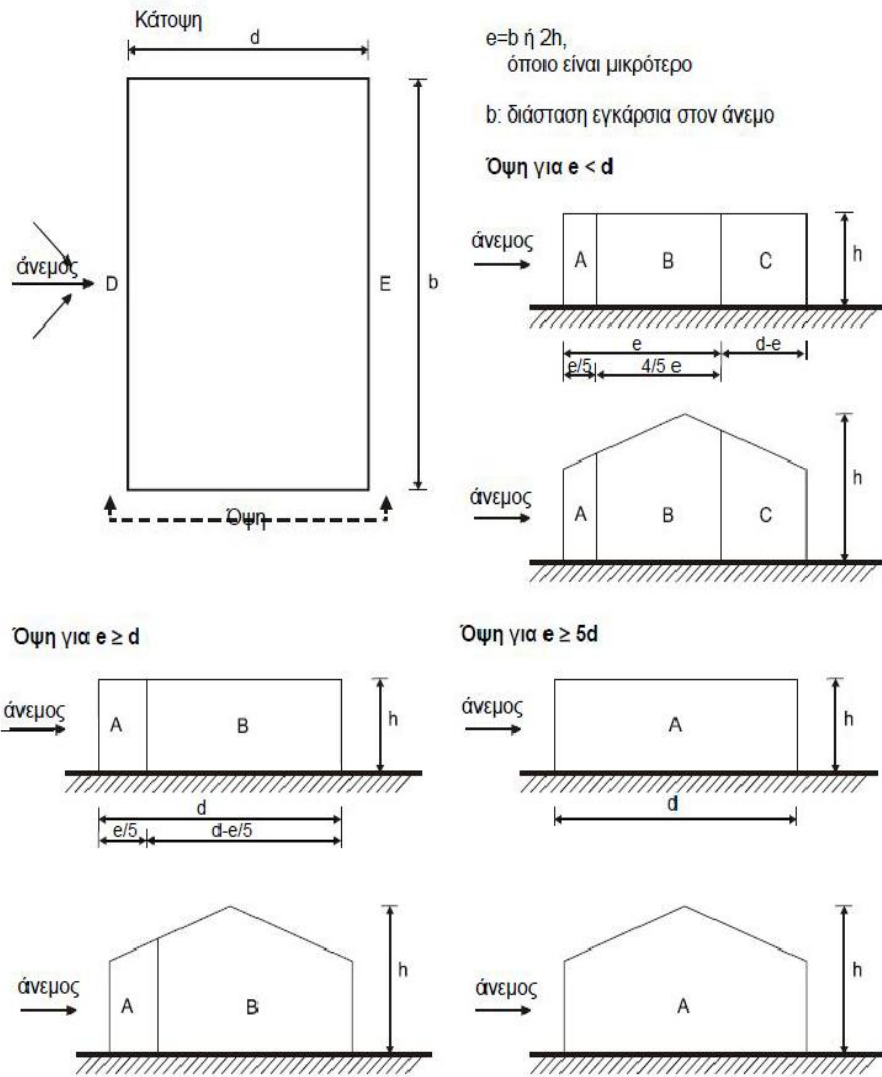 Κάτοψη
d
e=b ή 2h,
όποιο είναι μικρότερο
b: διάσταση εγκάρσια στον άνεμο
Όψη για e < d
άνεμος
D
E
b
Όψη
άνεμος
A
B
C
h
e
d-e
e/5
4/5 e
άνεμος
A
B
C
h
Όψη για e ≥ d
άνεμος
A
B
h
d
e/5
d-e/5
άνεμος
A
B
h
Όψη για e ≥ 5d
άνεμος
A
h
d
άνεμος
A
h